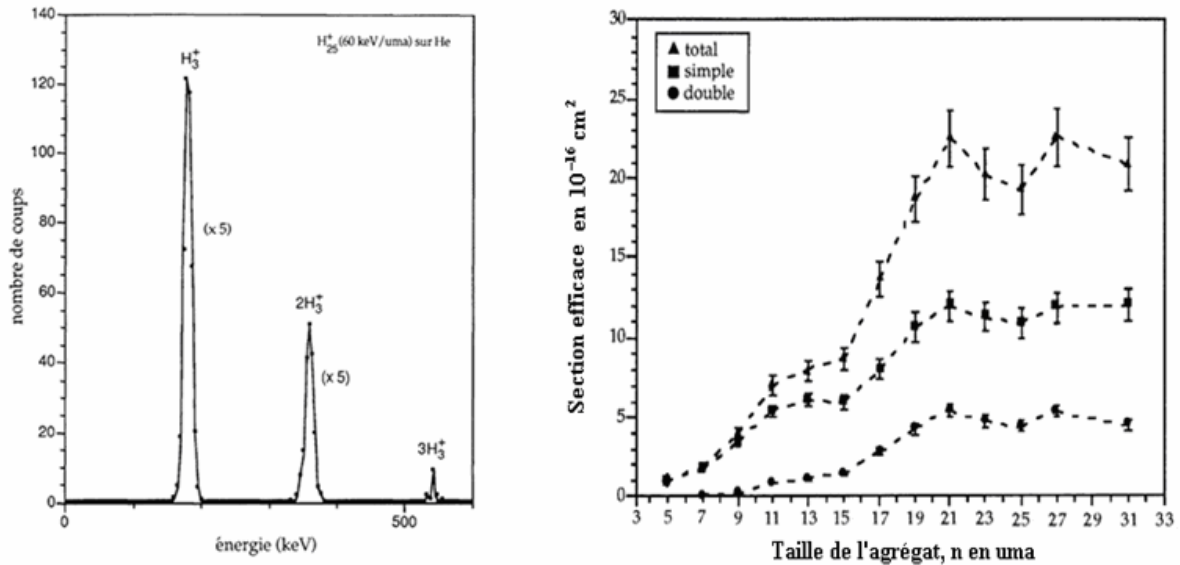 140
120
100
80
60
40
20
0
nombre de coups
H₂₅⁺ (60 keV/uma) sur He
H₃⁺
(x 5)
2H₃⁺
(x 5)
3H₃⁺
0
500
énergie (keV)
30
25
20
15
10
5
0
Section efficace en 10⁻¹⁶ cm²
total
simple
double
3 5 7 9 11 13 15 17 19 21 23 25 27 29 31 33
Taille de l'agrégat, n en uma